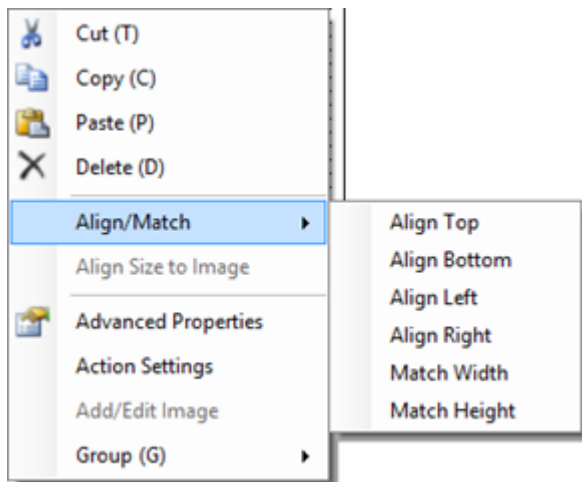 Cut (T)
Copy (C)
Paste (P)
Delete (D)
Align/Match
Align Size to Image
Advanced Properties
Action Settings
Add/Edit Image
Group (G)
Align Top
Align Bottom
Align Left
Align Right
Match Width
Match Height